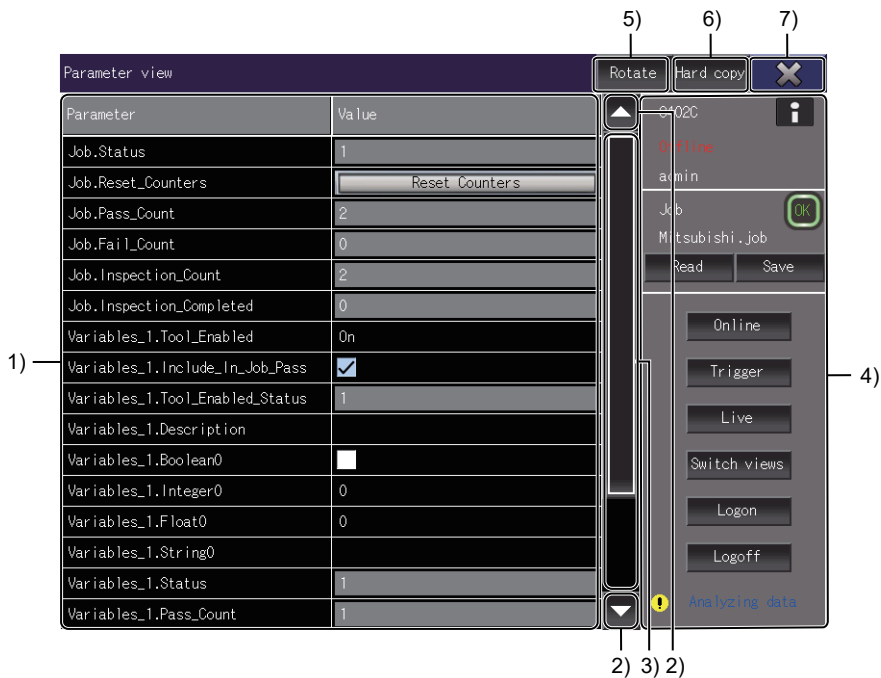 5) 6) 7)
Parameter view Rotate Hard copy
Parameter Value
Job.Status 1
Job.Reset_Counters Reset Counters
Job.Pass_Count 2
Job.Fail_Count 0
Job.Inspection_Count 2
Job.Inspection_Completed 0
Variables_1.Tool_Enabled On
Variables_1.Include_In_Job_Pass
Variables_1.Tool_Enabled_Status 1
Variables_1.Description
Variables_1.Boolean0
Variables_1.Integer0 0
Variables_1.Float0 0
Variables_1.String0
Variables_1.Status 1
Variables_1.Pass_Count 1
1)
i
Offline
admin
Job OK
Mitsubishi.job
Read Save
Online
Trigger
Live
Switch views
Logon
Logoff
! Analyzing data
4)
2) 3) 2)